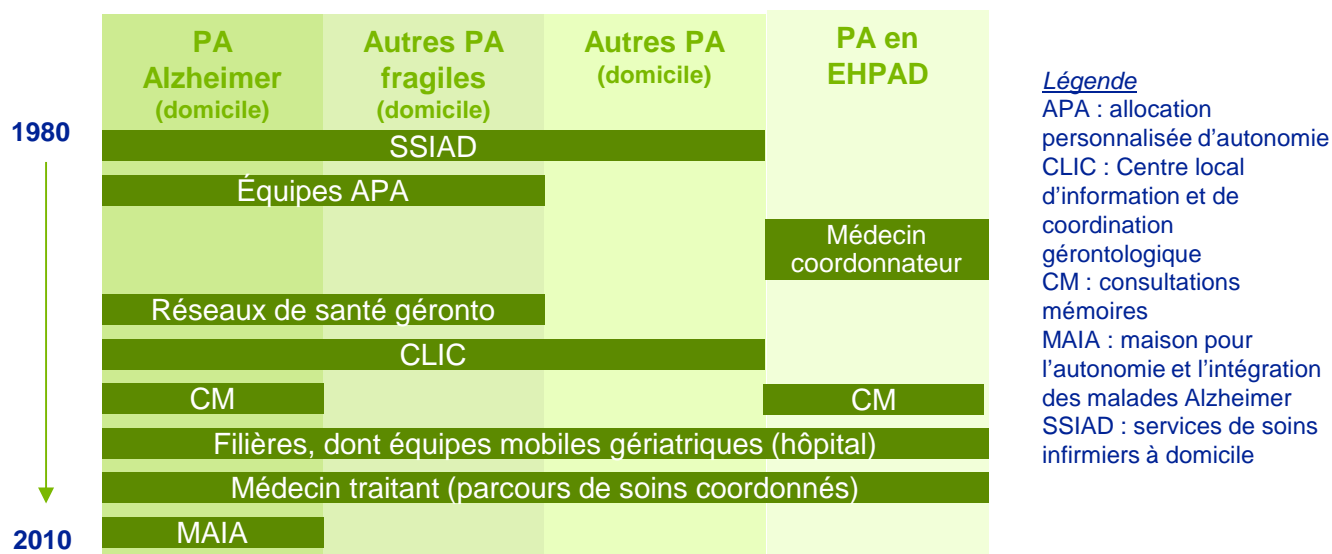 PA
Alzheimer
(domicile)
Autres PA
fragiles
(domicile)
Autres PA
(domicile)
PA en
EHPAD
1980
SSIAD
Équipes APA
Médecin
coordonnateur
Réseaux de santé géronto
CLIC
CM
CM
Filières, dont équipes mobiles gériatriques (hôpital)
Médecin traitant (parcours de soins coordonnés)
MAIA
2010
Légende
APA : allocation
personnalisée d’autonomie
CLIC : Centre local
d’information et de
coordination
gérontologique
CM : consultations
mémoires
MAIA : maison pour
l’autonomie et l’intégration
des malades Alzheimer
SSIAD : services de soins
infirmiers à domicile